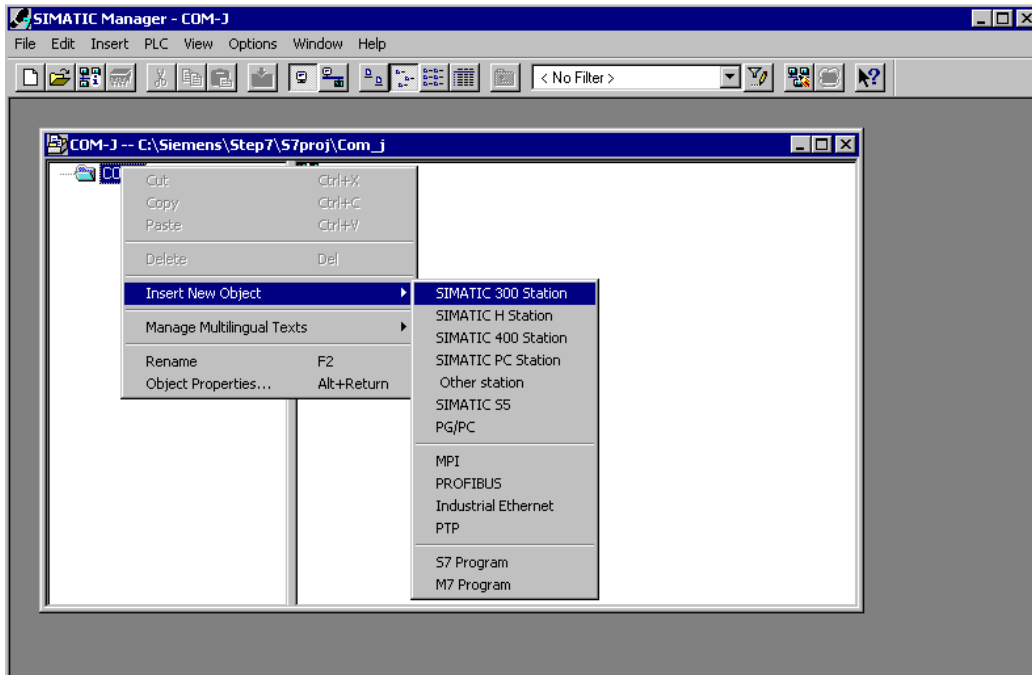 SIMATIC Manager - COM-J
File Edit Insert PLC View Options Window Help
< No Filter >
COM-J -- C:\Siemens\Step7\S7proj\Com_j
CO
Cut Ctrl+X
Copy Ctrl+C
Paste Ctrl+V
Delete Del
Insert New Object
Manage Multilingual Texts
Rename F2
Object Properties... Alt+Return
SIMATIC 300 Station
SIMATIC H Station
SIMATIC 400 Station
SIMATIC PC Station
Other station
SIMATIC S5
PG/PC
MPI
PROFIBUS
Industrial Ethernet
PTP
S7 Program
M7 Program